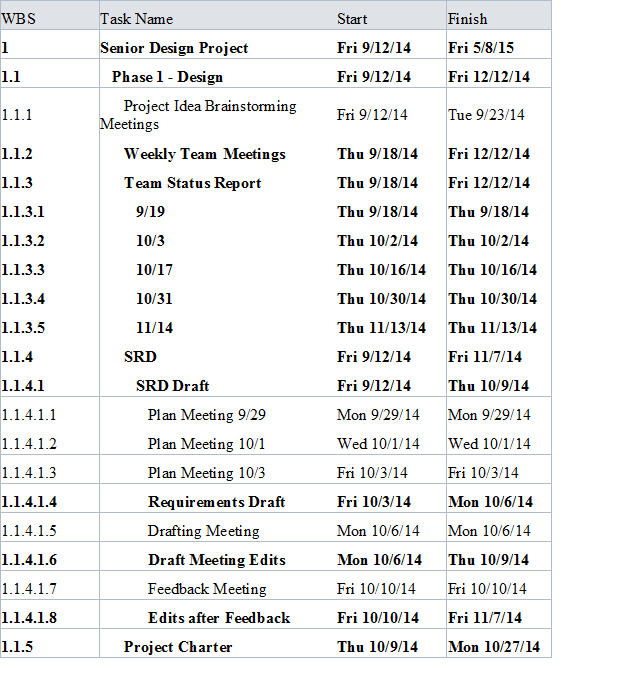 WBS Task Name Start Finish
1 Senior Design Project Fri 9/12/14 Fri 5/8/15
1.1 Phase 1 - Design Fri 9/12/14 Fri 12/12/14
1.1.1 Project Idea Brainstorming Meetings Fri 9/12/14 Tue 9/23/14
1.1.2 Weekly Team Meetings Thu 9/18/14 Fri 12/12/14
1.1.3 Team Status Report Thu 9/18/14 Fri 12/12/14
1.1.3.1 9/19 Thu 9/18/14 Thu 9/18/14
1.1.3.2 10/3 Thu 10/2/14 Thu 10/2/14
1.1.3.3 10/17 Thu 10/16/14 Thu 10/16/14
1.1.3.4 10/31 Thu 10/30/14 Thu 10/30/14
1.1.3.5 11/14 Thu 11/13/14 Thu 11/13/14
1.1.4 SRD Fri 9/12/14 Fri 11/7/14
1.1.4.1 SRD Draft Fri 9/12/14 Thu 10/9/14
1.1.4.1.1 Plan Meeting 9/29 Mon 9/29/14 Mon 9/29/14
1.1.4.1.2 Plan Meeting 10/1 Wed 10/1/14 Wed 10/1/14
1.1.4.1.3 Plan Meeting 10/3 Fri 10/3/14 Fri 10/3/14
1.1.4.1.4 Requirements Draft Fri 10/3/14 Mon 10/6/14
1.1.4.1.5 Drafting Meeting Mon 10/6/14 Mon 10/6/14
1.1.4.1.6 Draft Meeting Edits Mon 10/6/14 Thu 10/9/14
1.1.4.1.7 Feedback Meeting Fri 10/10/14 Fri 10/10/14
1.1.4.1.8 Edits after Feedback Fri 10/10/14 Fri 11/7/14
1.1.5 Project Charter Thu 10/9/14 Mon 10/27/14